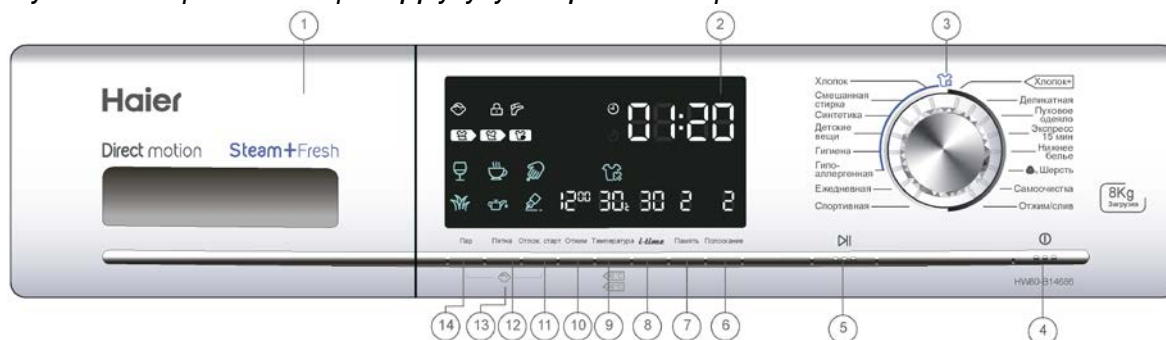 1
2
3
Haier
Direct motion
Steam+Fresh
01:20
12⁰⁰ 30c 30 2 2
Хлопок
Смешанная
стирка
Синтетика
Детские
вещи
Гигиена
Гипо-
аллергенная
Ежедневная
Спортивная
Хлопок+
Деликатная
Пуховое
одеяло
Экспресс
15 мин
Нижнее
белье
Шерсть
Самоочистка
Отжим/слив
8Kg
Загрузка
Пар
Пятна
Отлож. старт
Отжим
Температура
i-time
Память
Полоскание
HW80-B14686
14
13
12
11
10
9
8
7
6
5
4